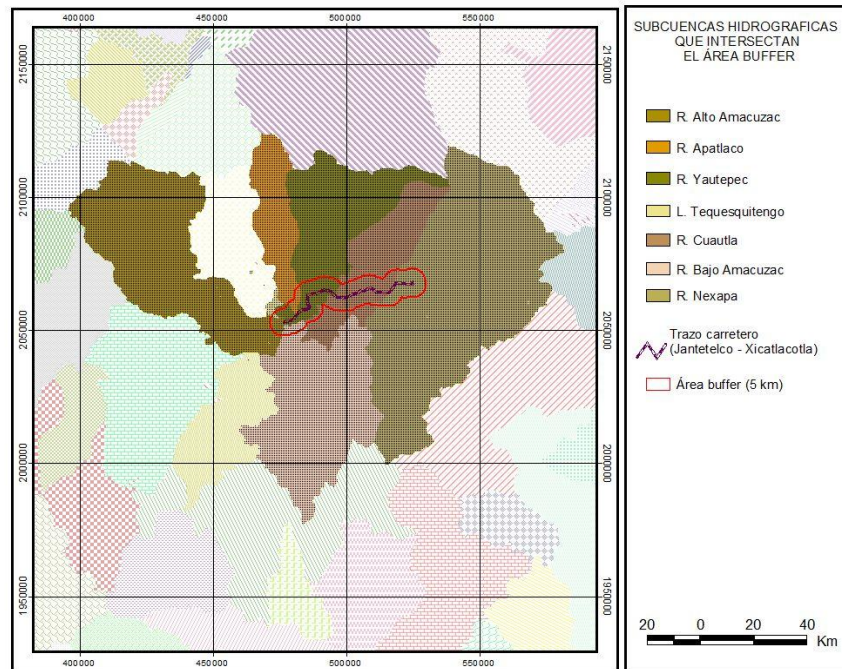 400000 450000 500000 550000
2150000 2150000
2100000 2100000
2050000 2050000
2000000 2000000
1950000 1950000
400000 450000 500000 550000
SUBCUENCAS HIDROGRAFICAS
QUE INTERSECTAN
EL ÁREA BUFFER
R. Alto Amacuzac
R. Apatlaco
R. Yautepec
L. Tequesquitengo
R. Cuautla
R. Bajo Amacuzac
R. Nexapa
Trazo carretero
(Jantetelco - Xicatlacotla)
Área buffer (5 km)
20 0 20 40
Km